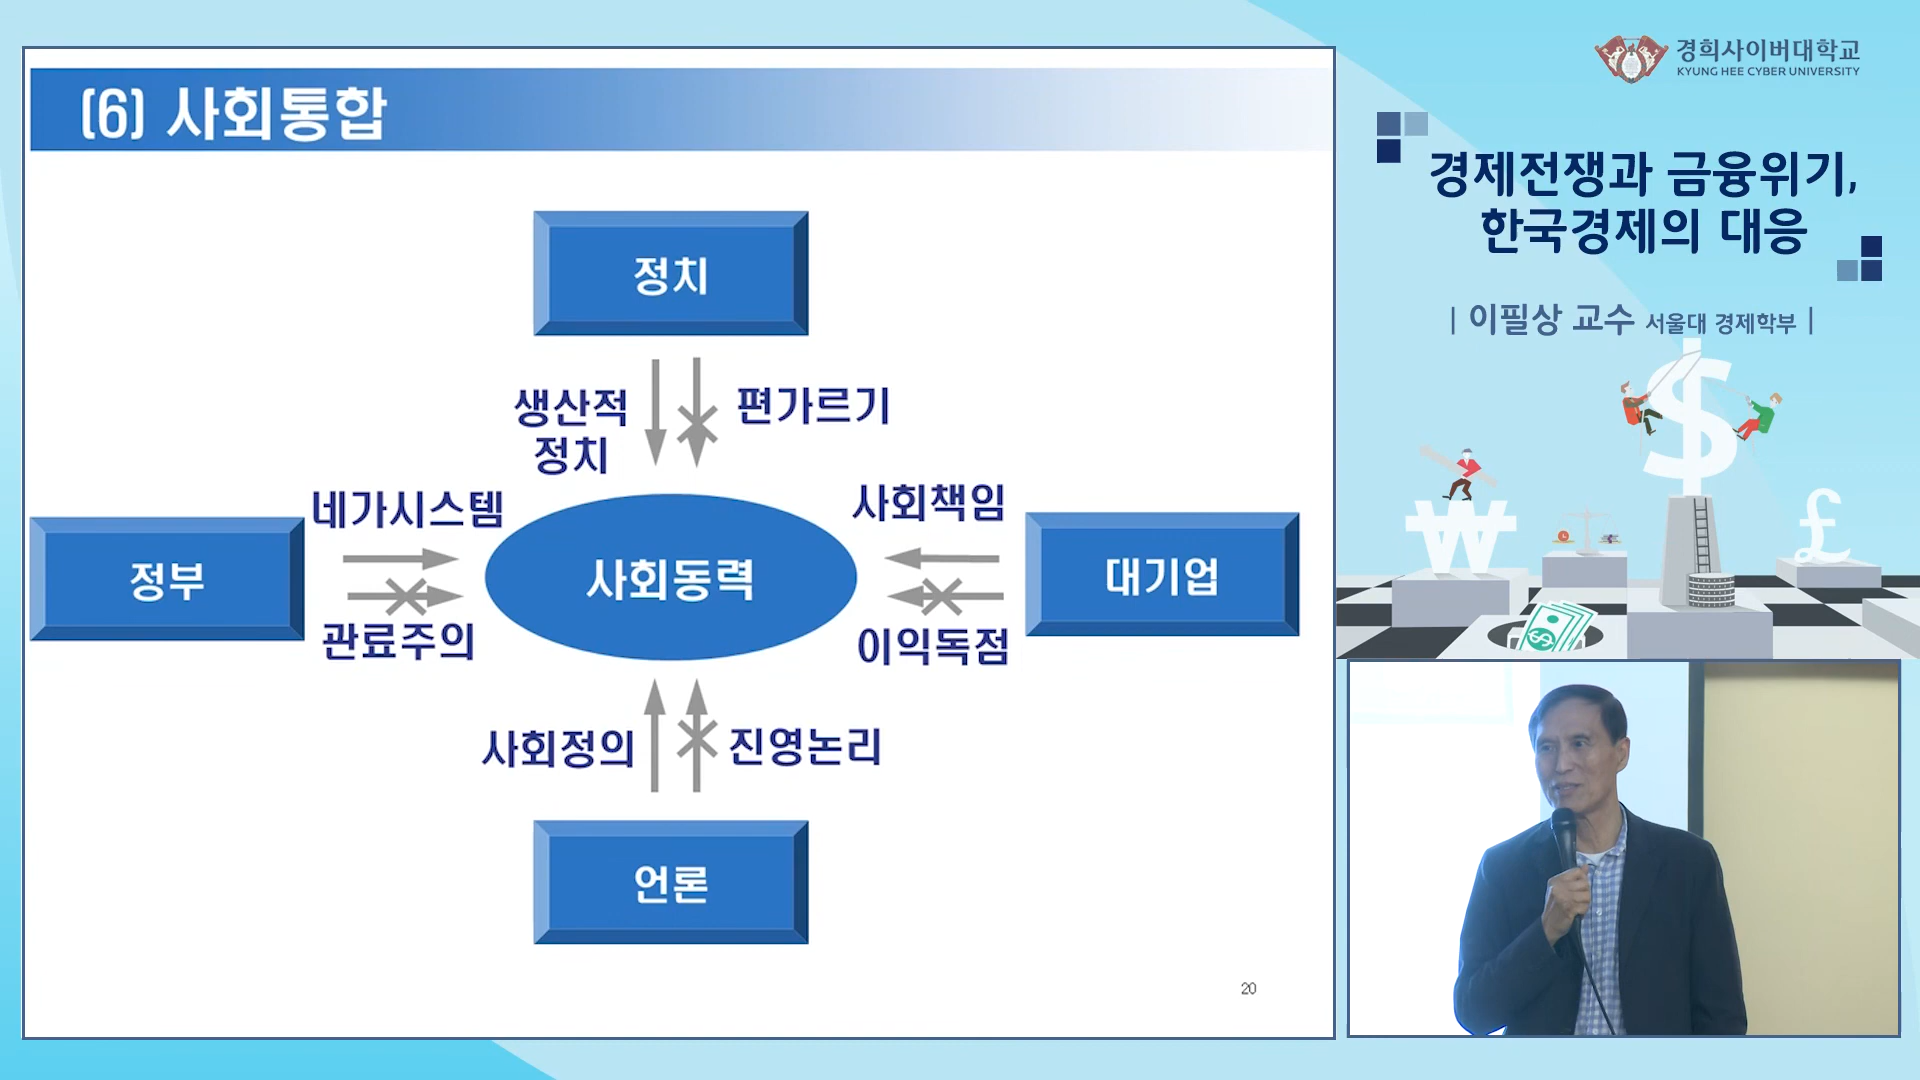 (6) 사회통합
정치
생산적
정치
편가르기
네가시스템
사회책임
정부
사회동력
대기업
관료주의
이익독점
사회정의
진영논리
언론
20
경희사이버대학교
KYUNG HEE CYBER UNIVERSITY
경제전쟁과 금융위기,
한국경제의 대응
| 이필상 교수 서울대 경제학부 |